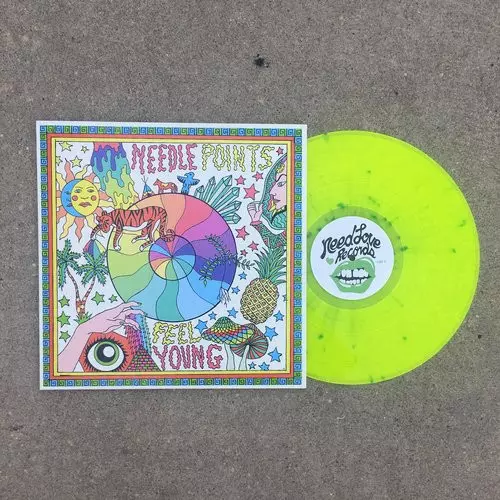 NEEDLE POINTS
FEEL
YOUNG
Need Love
Records